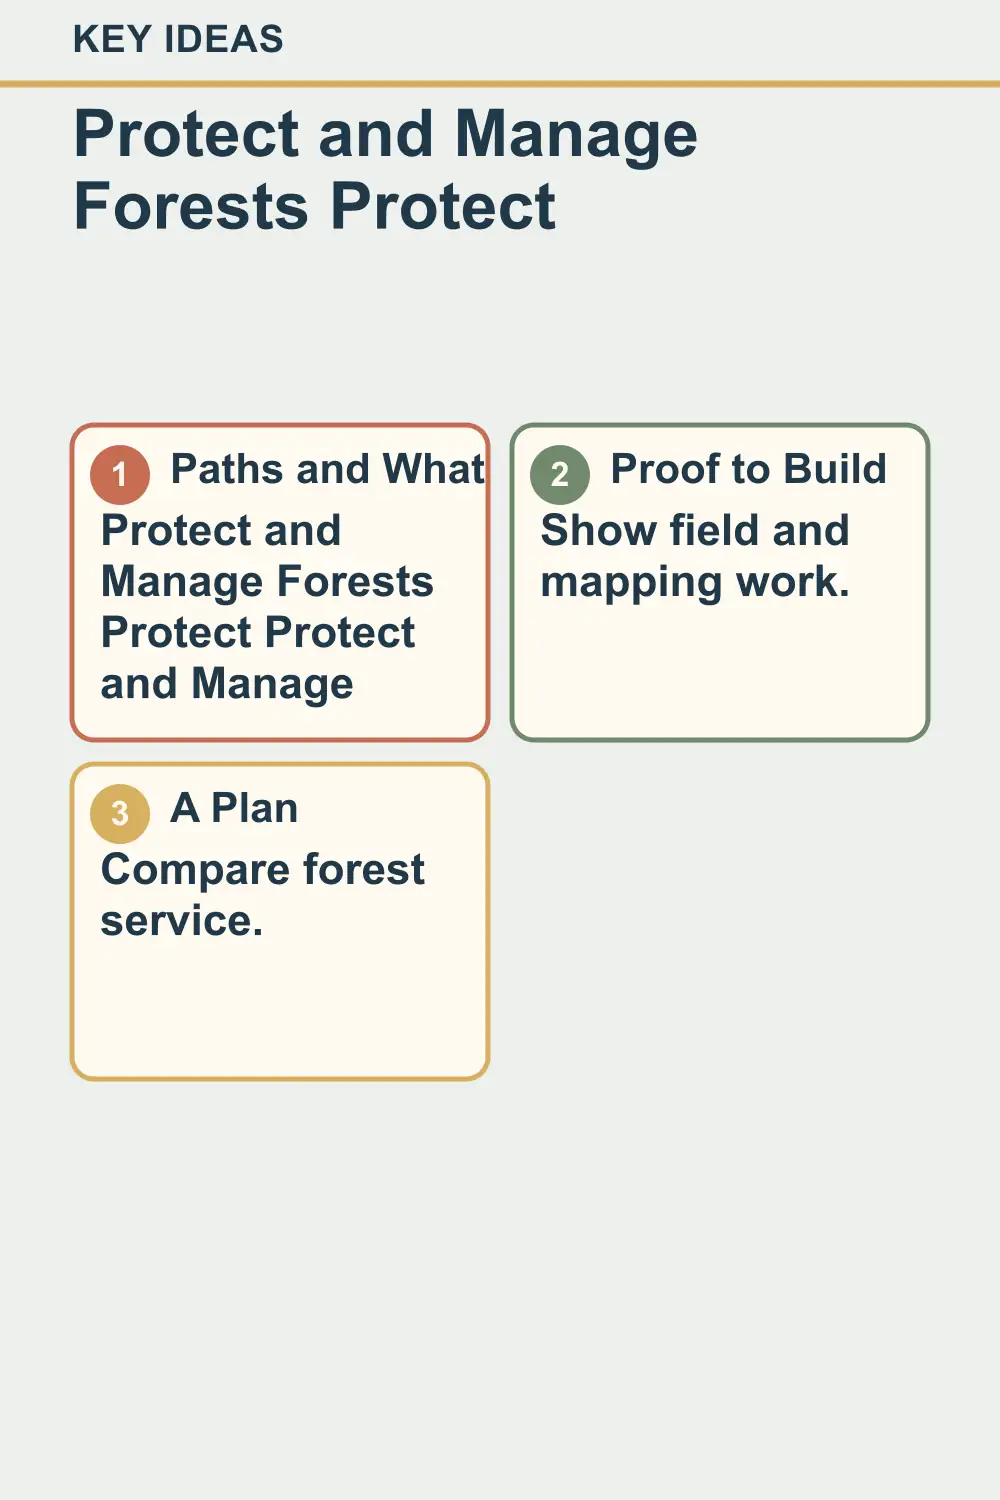 KEY IDEAS
Protect and Manage
Forests Protect
1
Paths and What
Protect and
Manage Forests
Protect Protect
and Manage
2
Proof to Build
Show field and
mapping work.
3
A Plan
Compare forest
service.